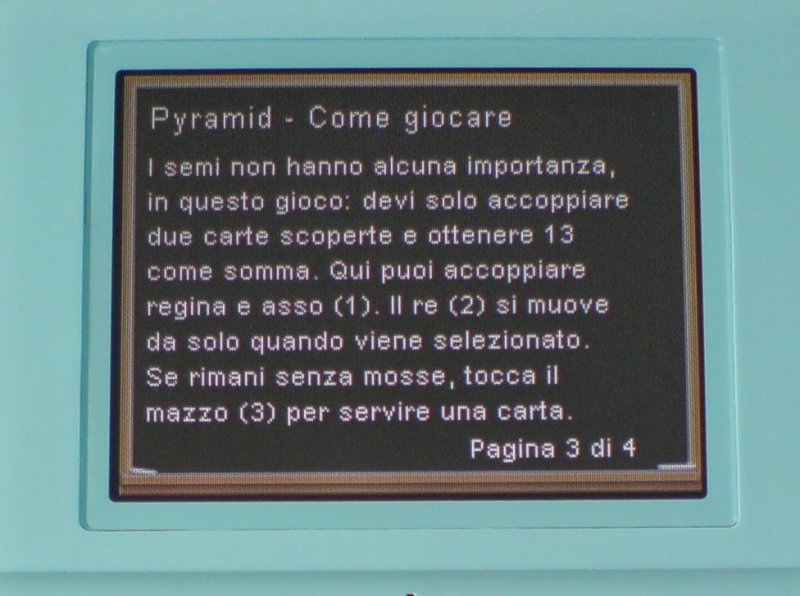 Pyramid - Come giocare
I semi non hanno alcuna importanza,
in questo gioco: devi solo accoppiare
due carte scoperte e ottenere 13
come somma. Qui puoi accoppiare
regina e asso (1). Il re (2) si muove
da solo quando viene selezionato.
Se rimani senza mosse, tocca il
mazzo (3) per servire una carta.
Pagina 3 di 4